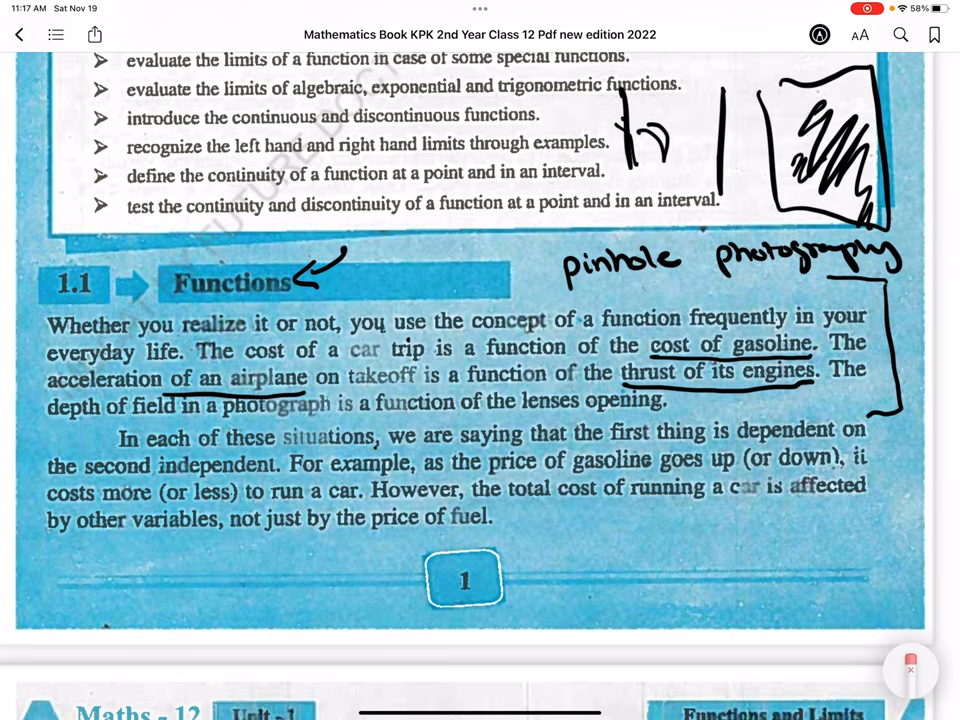 11:17 AM Sat Nov 19
58%
Mathematics Book KPK 2nd Year Class 12 Pdf new edition 2022
AA
evaluate the limits of a function in case of some special functions.
➤ evaluate the limits of algebraic, exponential and trigonometric functions.
➤ introduce the continuous and discontinuous functions.
➤ recognize the left hand and right hand limits through examples.
➤ define the continuity of a function at a point and in an interval.
➤ test the continuity and discontinuity of a function at a point and in an interval.
pinhole photography
1.1 Functions
Whether you realize it or not, you use the concept of a function frequently in your
everyday life. The cost of a car trip is a function of the cost of gasoline. The
acceleration of an airplane on takeoff is a function of the thrust of its engines. The
depth of field in a photograph is a function of the lenses opening.
In each of these situations, we are saying that the first thing is dependent on
the second independent. For example, as the price of gasoline goes up (or down), it
costs more (or less) to run a car. However, the total cost of running a car is affected
by other variables, not just by the price of fuel.
1
Maths - 12 Unit - 1 Functions and Limits